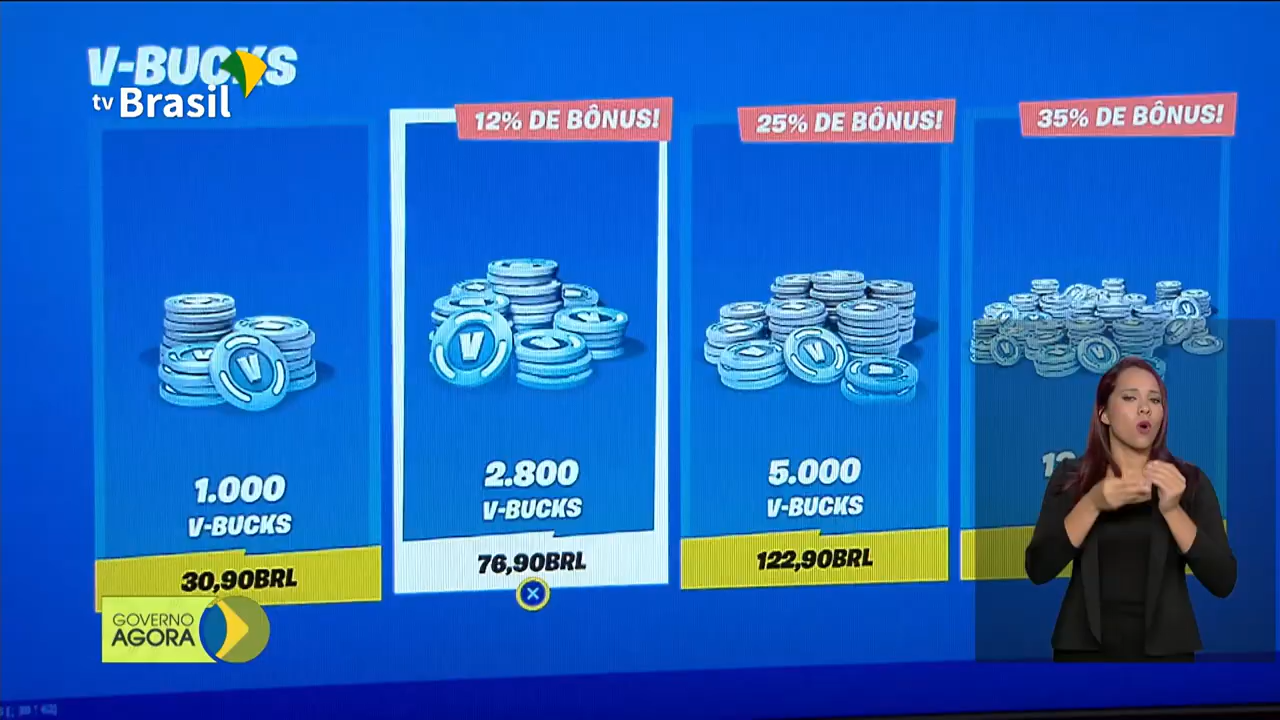 V-BUCKS
tv Brasil
12% DE BÔNUS!
25% DE BÔNUS!
35% DE BÔNUS!
1.000
V-BUCKS
30,90BRL
2.800
V-BUCKS
76,90BRL
5.000
V-BUCKS
122,90BRL
GOVERNO
AGORA